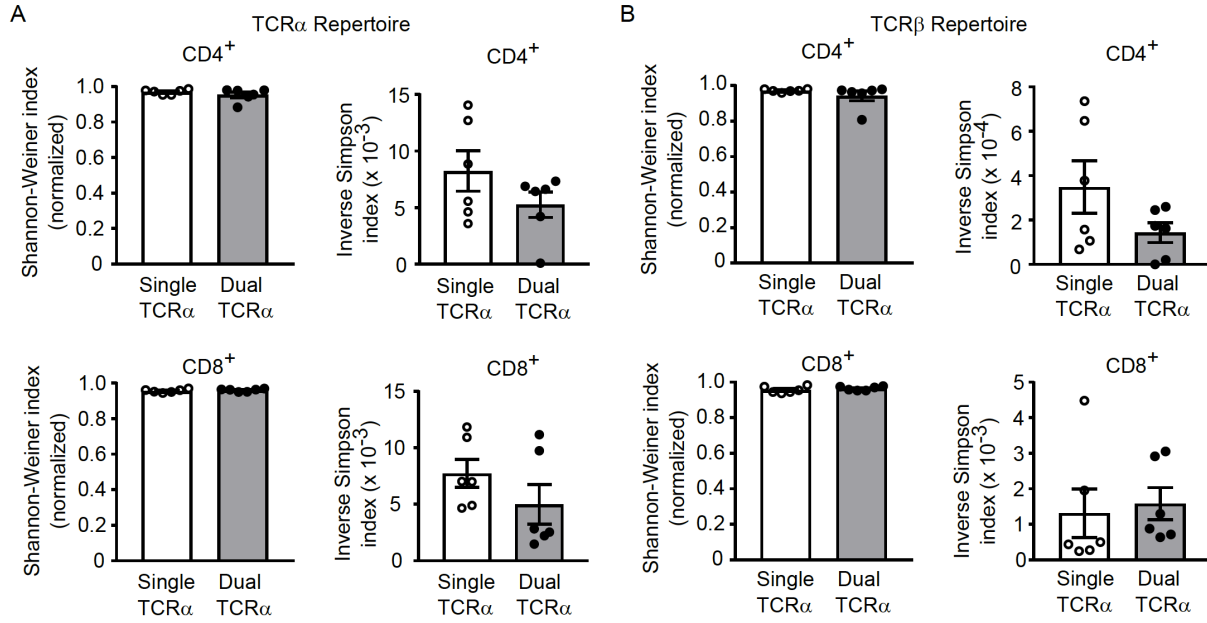 A
TCRα Repertoire
CD4+
Shannon-Weiner index
(normalized)
1.0
0.8
0.6
0.4
0.2
0
Single
TCRα
Dual
TCRα
CD4+
Inverse Simpson
index (x 10-3)
15
10
5
0
Single
TCRα
Dual
TCRα
CD8+
Shannon-Weiner index
(normalized)
1.0
0.8
0.6
0.4
0.2
0
Single
TCRα
Dual
TCRα
CD8+
Inverse Simpson
index (x 10-3)
15
10
5
0
Single
TCRα
Dual
TCRα
B
TCRβ Repertoire
CD4+
Shannon-Weiner index
(normalized)
1.0
0.8
0.6
0.4
0.2
0
Single
TCRα
Dual
TCRα
CD4+
Inverse Simpson
index (x 10-4)
8
6
4
2
0
Single
TCRα
Dual
TCRα
CD8+
Shannon-Weiner index
(normalized)
1.0
0.8
0.6
0.4
0.2
0
Single
TCRα
Dual
TCRα
CD8+
Inverse Simpson
index (x 10-3)
5
4
3
2
1
0
Single
TCRα
Dual
TCRα